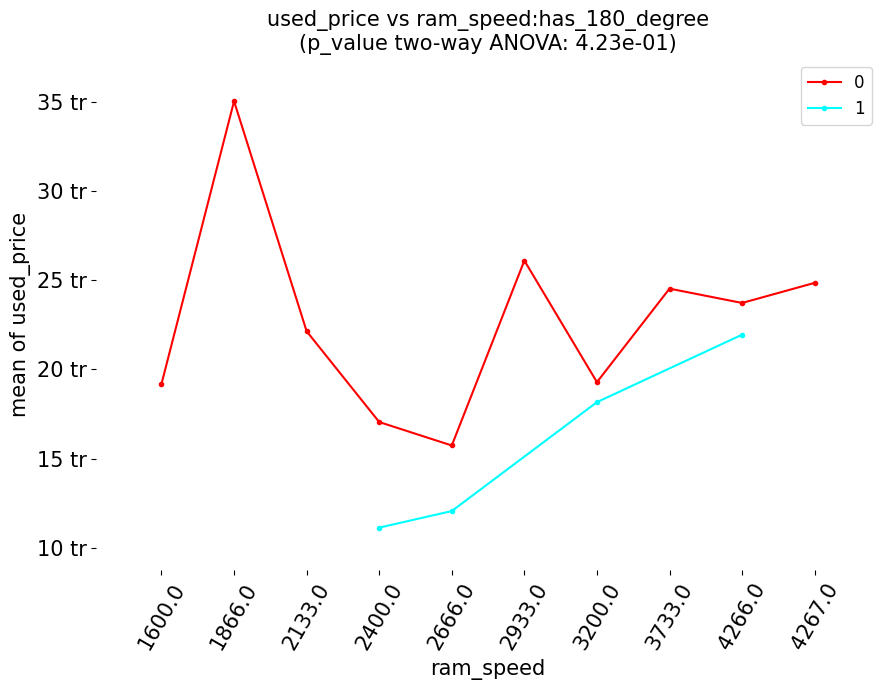 used_price vs ram_speed:has_180_degree
(p_value two-way ANOVA: 4.23e-01)
0
1
35 tr
30 tr
25 tr
20 tr
15 tr
10 tr
mean of used_price
1600.0
1866.0
2133.0
2400.0
2666.0
2933.0
3200.0
3733.0
4266.0
4267.0
ram_speed